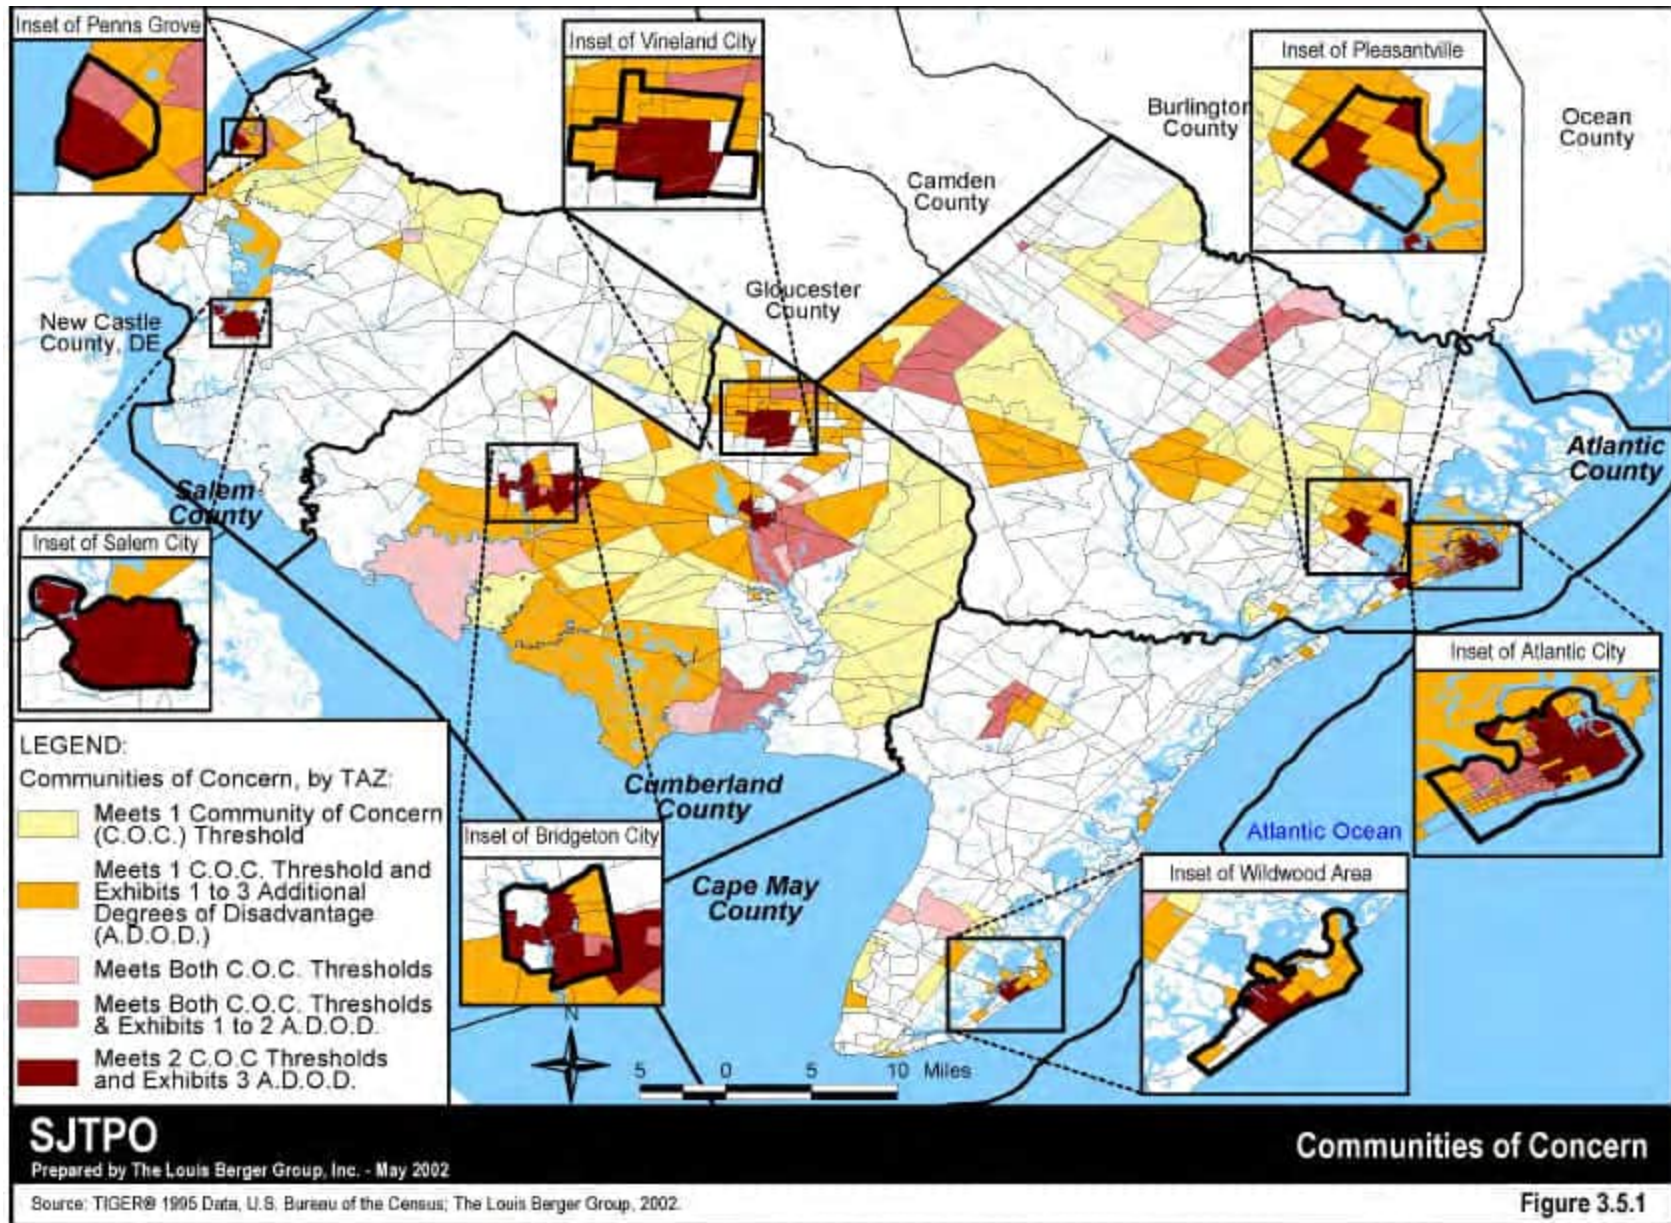 Inset of Penns Grove
Inset of Vineland City
Inset of Pleasantville
Burlington
County
Ocean
County
Camden
County
Gloucester
County
New Castle
County, DE
Atlantic
County
Salem
County
Inset of Salem City
Inset of Atlantic City
LEGEND:
Communities of Concern, by TAZ:
Meets 1 Community of Concern
(C.O.C.) Threshold
Meets 1 C.O.C. Threshold and
Exhibits 1 to 3 Additional
Degrees of Disadvantage
(A.D.O.D.)
Meets Both C.O.C. Thresholds
Meets Both C.O.C. Thresholds
& Exhibits 1 to 2 A.D.O.D.
Meets 2 C.O.C Thresholds
and Exhibits 3 A.D.O.D.
Cumberland
County
Inset of Bridgeton City
Atlantic Ocean
Cape May
County
Inset of Wildwood Area
N
5 0 5 10 Miles
SJTPO
Prepared by The Louis Berger Group, Inc. - May 2002
Communities of Concern
Source: TIGER® 1995 Data, U.S. Bureau of the Census; The Louis Berger Group, 2002.
Figure 3.5.1